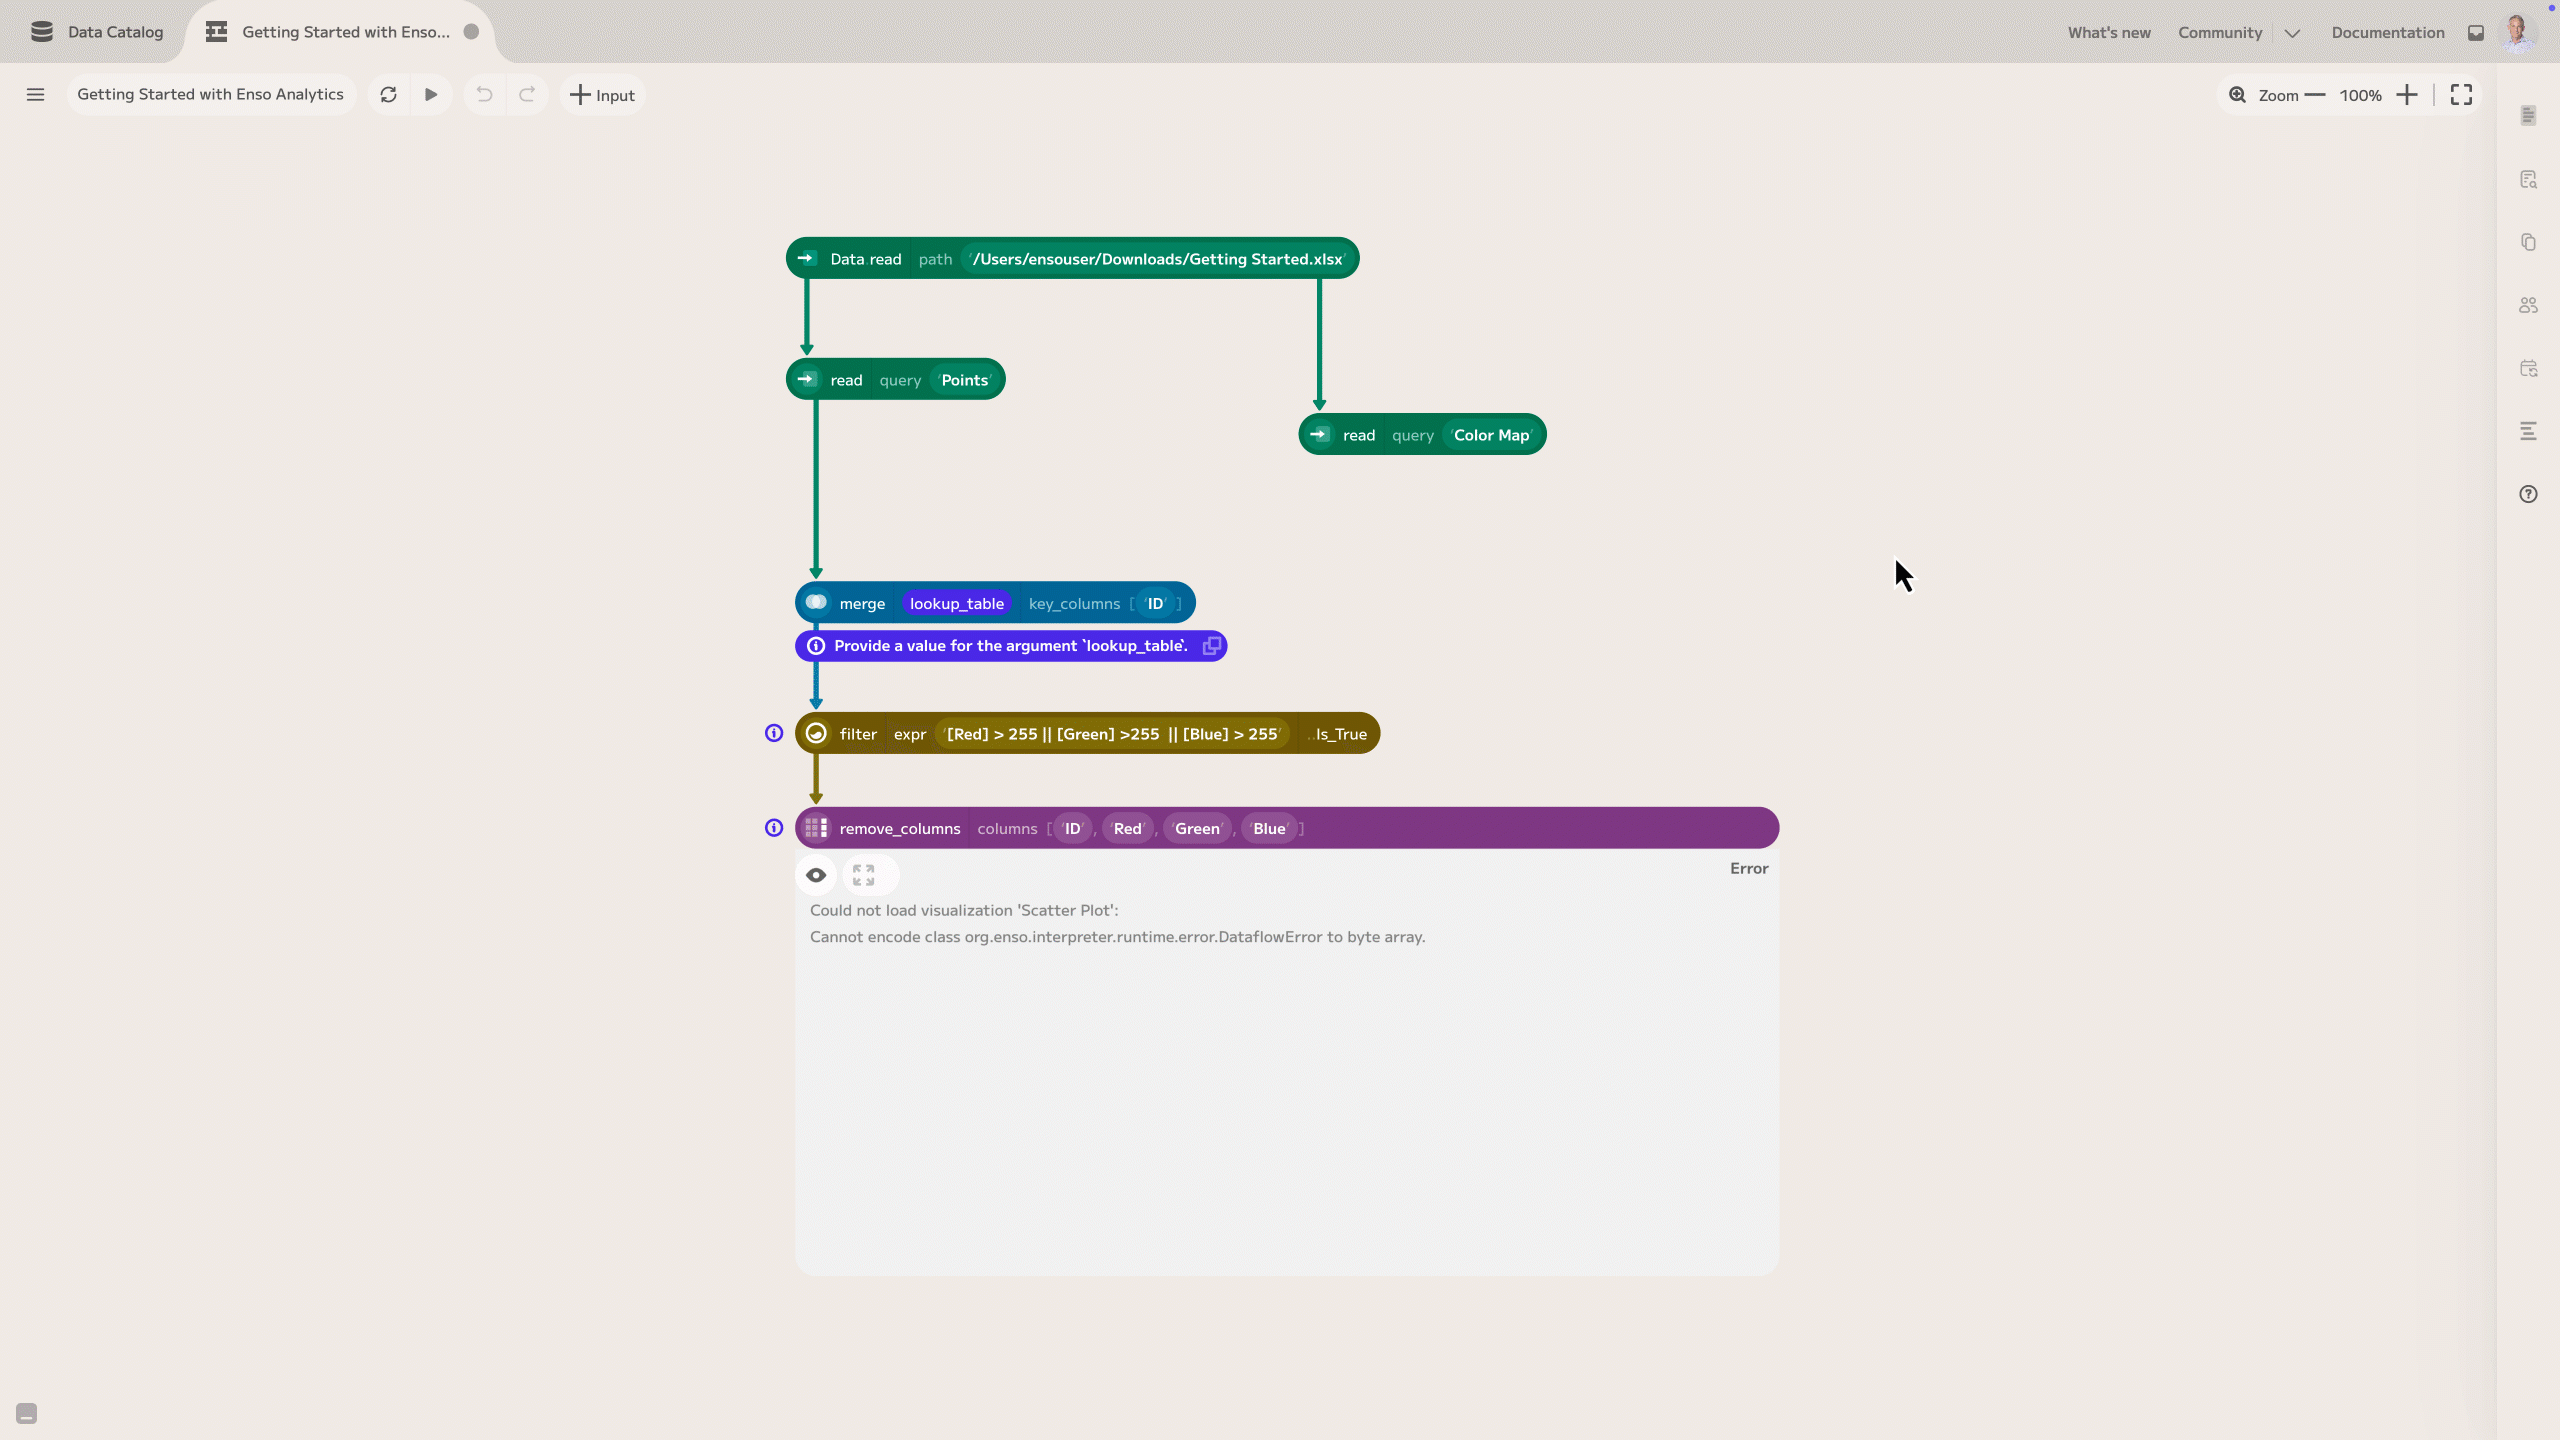 Data Catalog
Getting Started with Enso...
What's new
Community
Documentation
Getting Started with Enso Analytics
Input
Zoom
100%
Data.read path '/Users/ensouser/Downloads/Getting Started.xlsx'
read query 'Points'
read query 'Color Map'
merge lookup_table key_columns ['ID']
Provide a value for the argument `lookup_table`.
filter expr '[Red] > 255 || [Green] >255  || [Blue] > 255' ..Is_True
remove_columns columns ['ID', 'Red', 'Green', 'Blue']
Error
Could not load visualization 'Scatter Plot':
Cannot encode class org.enso.interpreter.runtime.error.DataflowError to byte array.